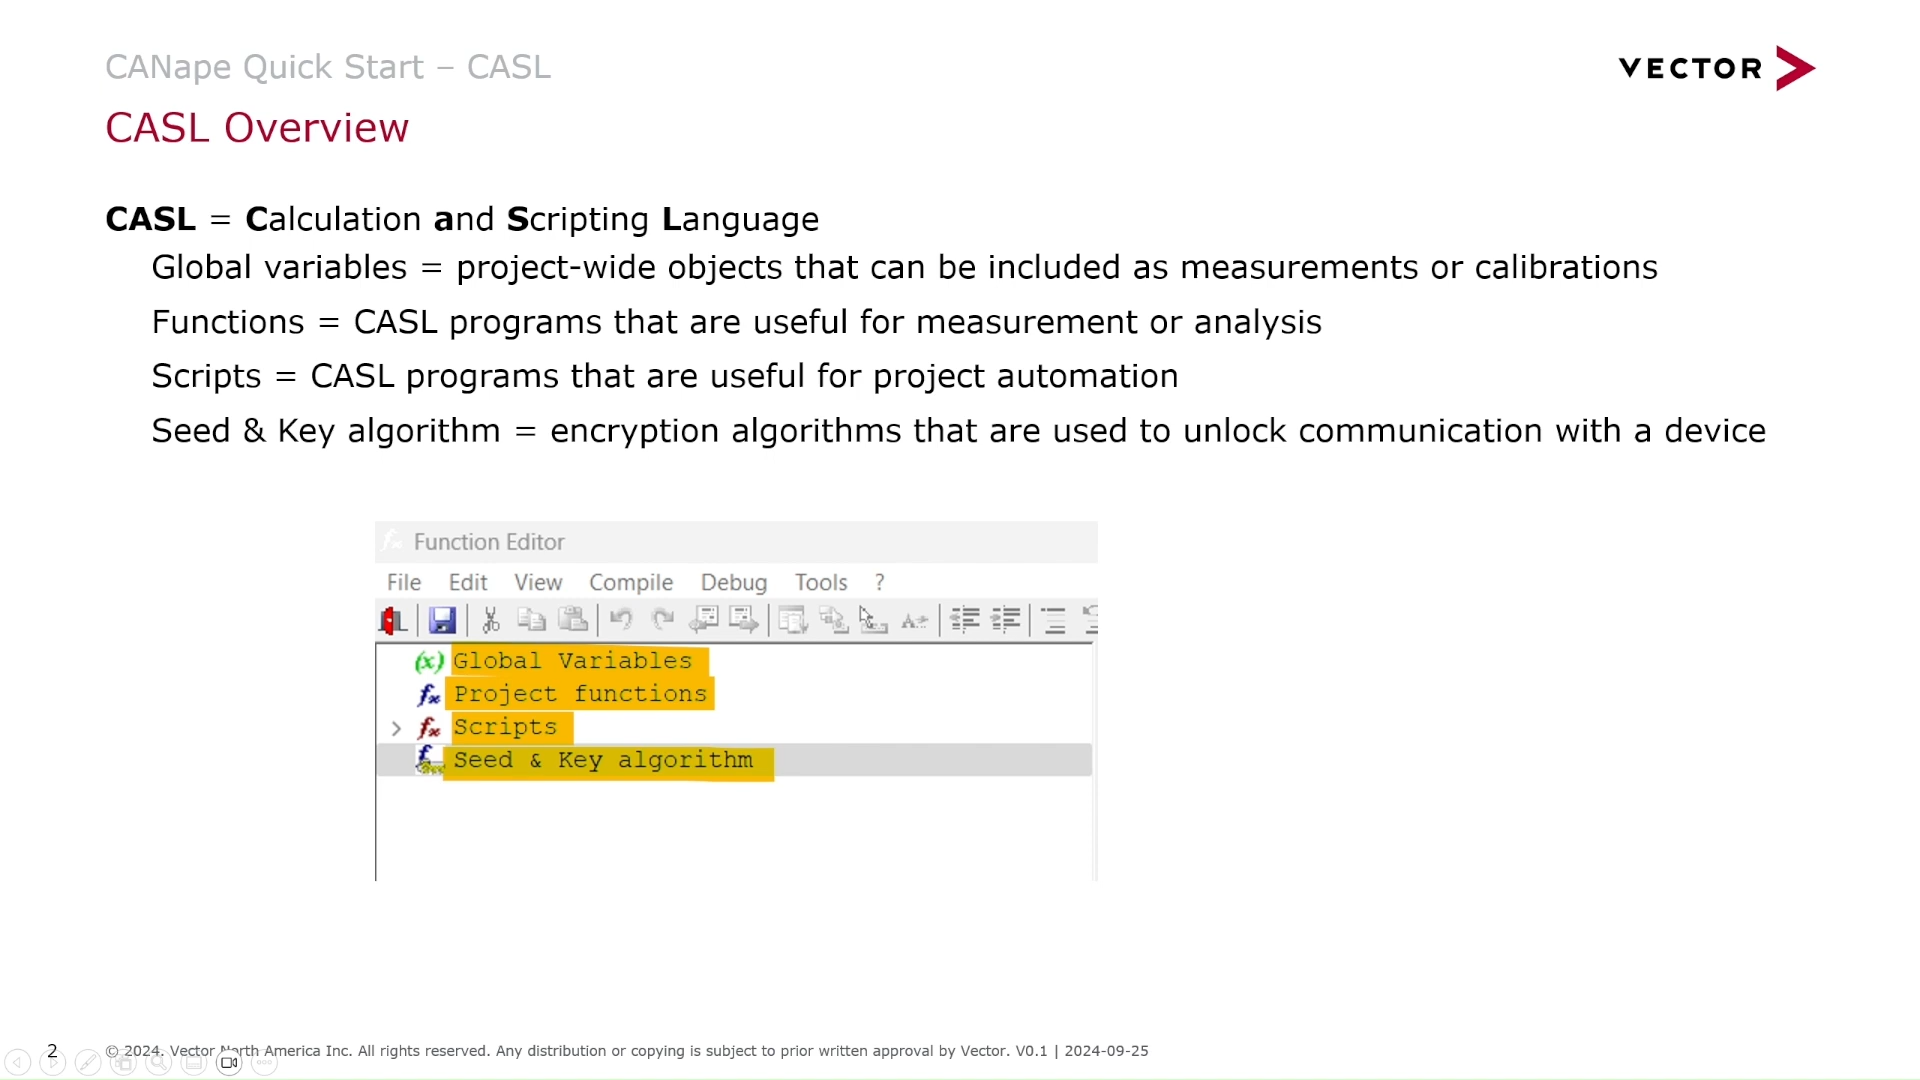 CANape Quick Start – CASL
VECTOR
CASL Overview
CASL = Calculation and Scripting Language
Global variables = project-wide objects that can be included as measurements or calibrations
Functions = CASL programs that are useful for measurement or analysis
Scripts = CASL programs that are useful for project automation
Seed & Key algorithm = encryption algorithms that are used to unlock communication with a device
Function Editor
File Edit View Compile Debug Tools ?
(x) Global Variables
fx Project functions
fx Scripts
Seed & Key algorithm
2 © 2024. Vector North America Inc. All rights reserved. Any distribution or copying is subject to prior written approval by Vector. V0.1 | 2024-09-25